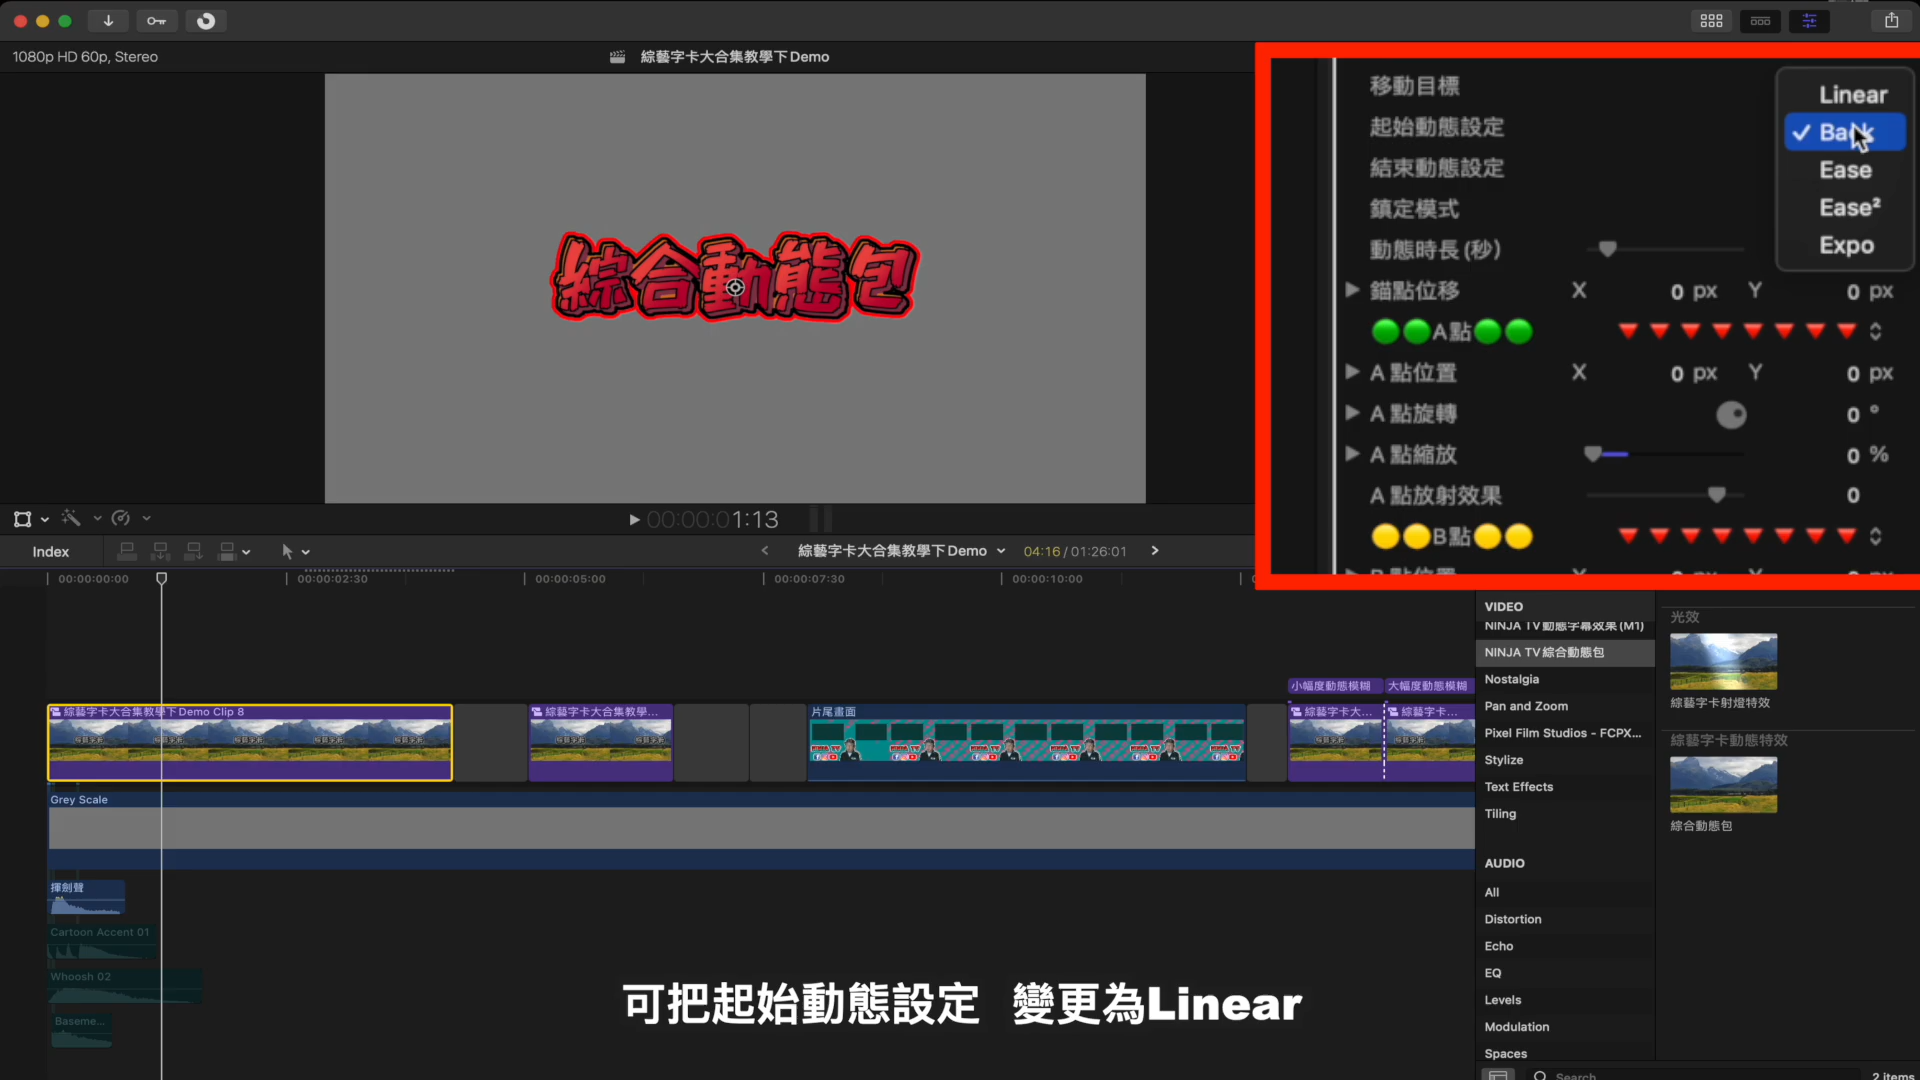 1080p HD 60p, Stereo
綜藝字卡大合集教學下Demo
綜合動態包
移動目標
起始動態設定
結束動態設定
鎮定模式
動態時長(秒)
錨點位移 X 0 px Y 0 px
A點
A 點位置 X 0 px Y 0 px
A 點旋轉 0 °
A 點縮放 0 %
A 點放射效果 0
B點
Linear
✓ Back
Ease
Ease²
Expo
00:00:01:13
Index
綜藝字卡大合集教學下Demo 04:16 / 01:26:01
00:00:00:00 00:00:02:30 00:00:05:00 00:00:07:30 00:00:10:00
小幅度動態模糊 大幅度動態模糊
綜藝字卡大合集教學下Demo Clip 8
綜藝字卡大合集教學...
片尾畫面
綜藝字卡大... 綜藝字卡...
Grey Scale
揮劍聲
Cartoon Accent 01
Whoosh 02
Baseme...
VIDEO
NINJA TV動態字幕效果(M1)
NINJA TV綜合動態包
Nostalgia
Pan and Zoom
Pixel Film Studios - FCPX...
Stylize
Text Effects
Tiling
AUDIO
All
Distortion
Echo
EQ
Levels
Modulation
Spaces
光效
綜藝字卡射燈特效
綜藝字卡動態特效
綜合動態包
Search
2 items
可把起始動態設定 變更為Linear